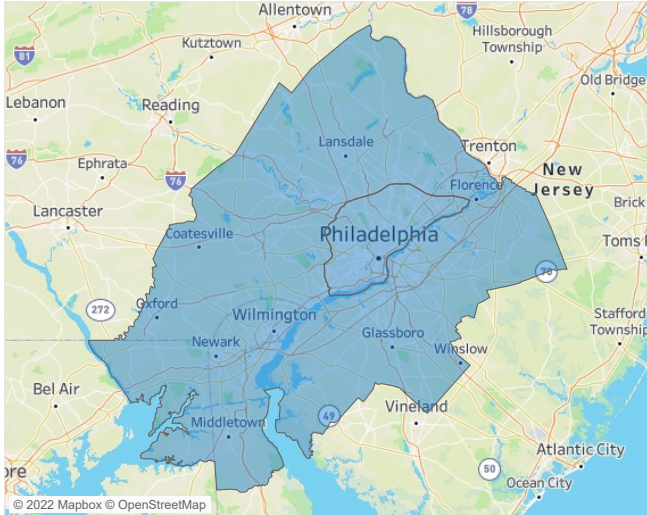 Allentown
78
Hillsborough
Township
Kutztown
81
Old Bridge
Lebanon
Reading
Lansdale
Trenton
76
Ephrata
76
New
Jersey
Florence
Brick
Lancaster
Philadelphia
Coatesville
Toms
70
272
Oxford
Wilmington
Stafford
Township
Newark
Glassboro
Winslow
Bel Air
Vineland
49
Middletown
Atlantic City
ore
50
Ocean City
© 2022 Mapbox © OpenStreetMap